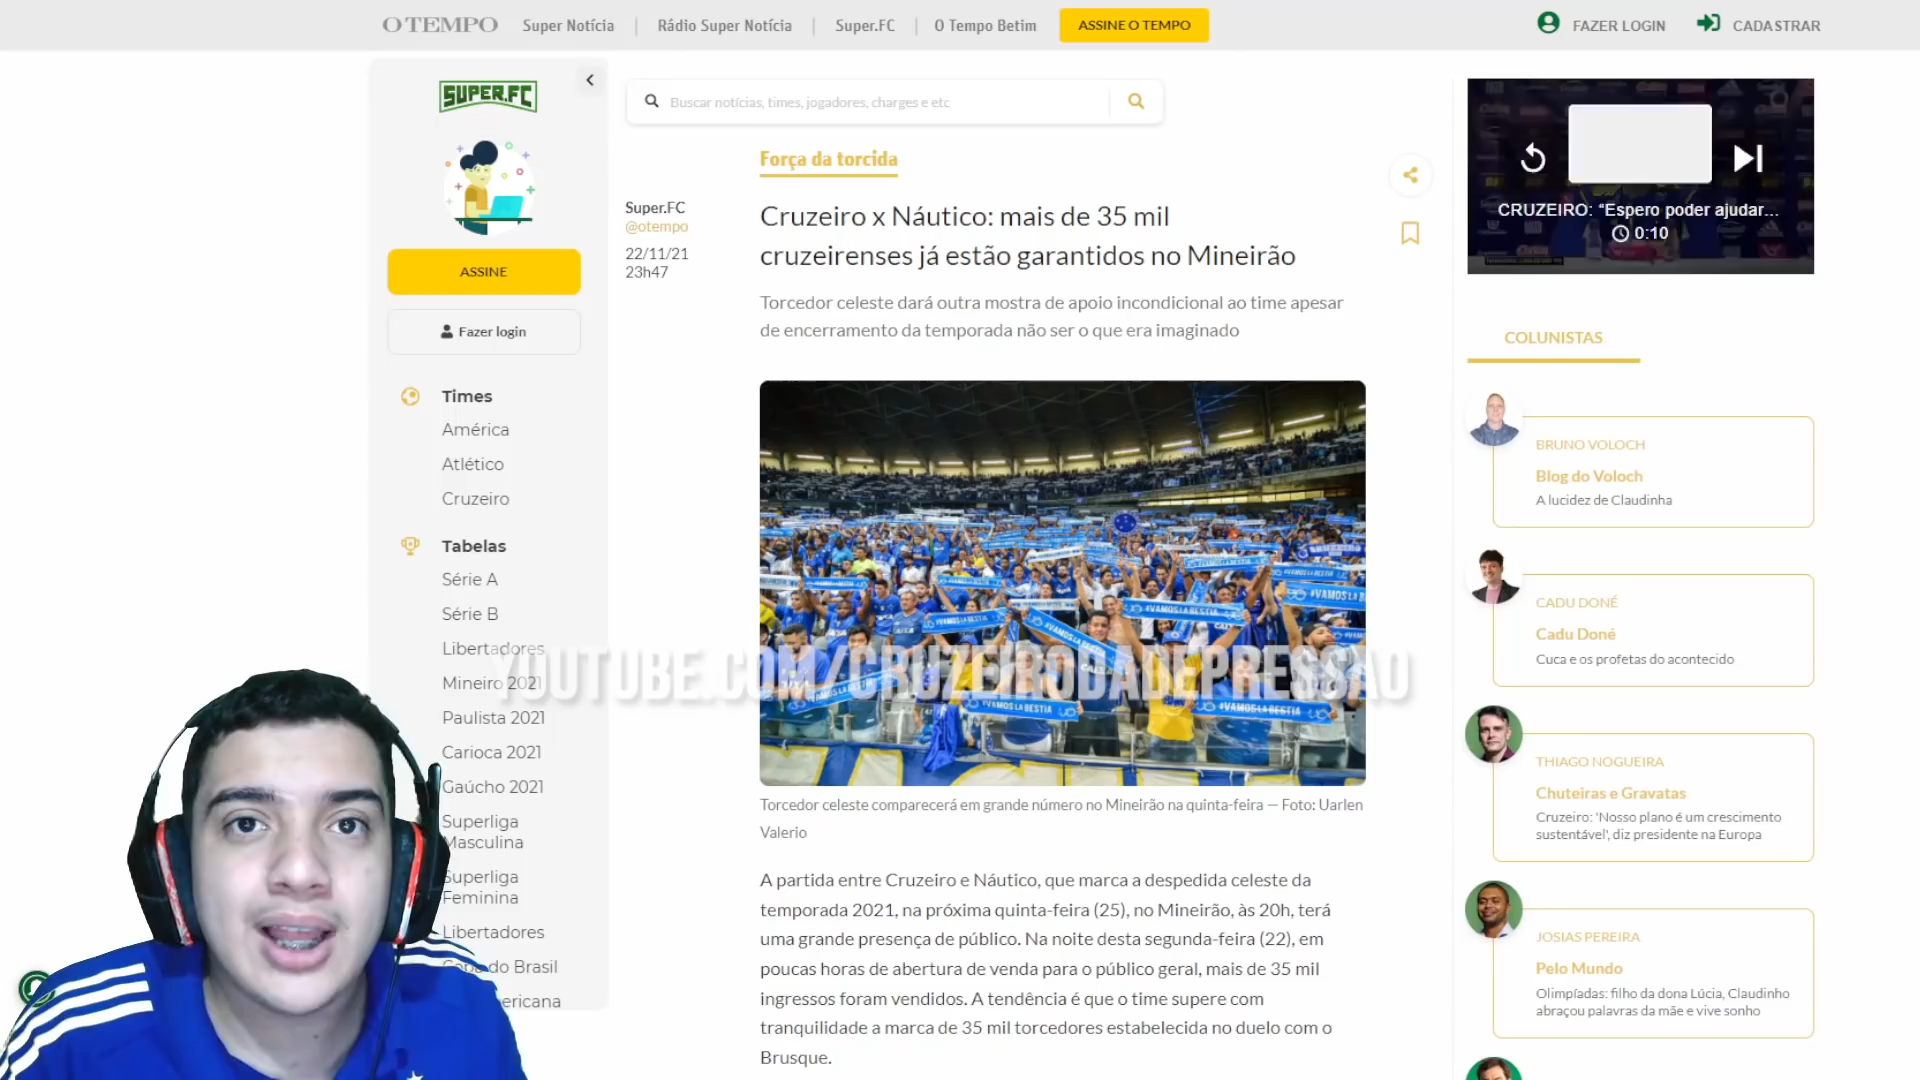 O TEMPO
Super Notícia
Rádio Super Notícia
Super.FC
O Tempo Betim
ASSINE O TEMPO
FAZER LOGIN
CADASTRAR
SUPER.FC
ASSINE
Fazer login
Times
América
Atlético
Cruzeiro
Tabelas
Série A
Série B
Libertadores
Mineiro 2021
Paulista 2021
Carioca 2021
Gaúcho 2021
Superliga
Masculina
Superliga
Feminina
Libertadores
Copa do Brasil
ericana
Buscar notícias, times, jogadores, charges e etc
Força da torcida
Super.FC
@otempo
22/11/21
23h47
Cruzeiro x Náutico: mais de 35 mil
cruzeirenses já estão garantidos no Mineirão
Torcedor celeste dará outra mostra de apoio incondicional ao time apesar
de encerramento da temporada não ser o que era imaginado
#VAMOS LA BESTIA
#VAMOS LA BESTIA
#VAMOS LA BESTIA
YOUTUBE.COM/CRUZEIRODADEPRESSAO
Torcedor celeste comparecerá em grande número no Mineirão na quinta-feira — Foto: Uarlen
Valerio
A partida entre Cruzeiro e Náutico, que marca a despedida celeste da
temporada 2021, na próxima quinta-feira (25), no Mineirão, às 20h, terá
uma grande presença de público. Na noite desta segunda-feira (22), em
poucas horas de abertura de venda para o público geral, mais de 35 mil
ingressos foram vendidos. A tendência é que o time supere com
tranquilidade a marca de 35 mil torcedores estabelecida no duelo com o
Brusque.
CRUZEIRO: “Espero poder ajudar...
0:10
COLUNISTAS
BRUNO VOLOCH
Blog do Voloch
A lucidez de Claudinha
CADU DONÉ
Cadu Doné
Cuca e os profetas do acontecido
THIAGO NOGUEIRA
Chuteiras e Gravatas
Cruzeiro: 'Nosso plano é um crescimento
sustentável', diz presidente na Europa
JOSIAS PEREIRA
Pelo Mundo
Olimpíadas: filho da dona Lúcia, Claudinho
abraçou palavras da mãe e vive sonho